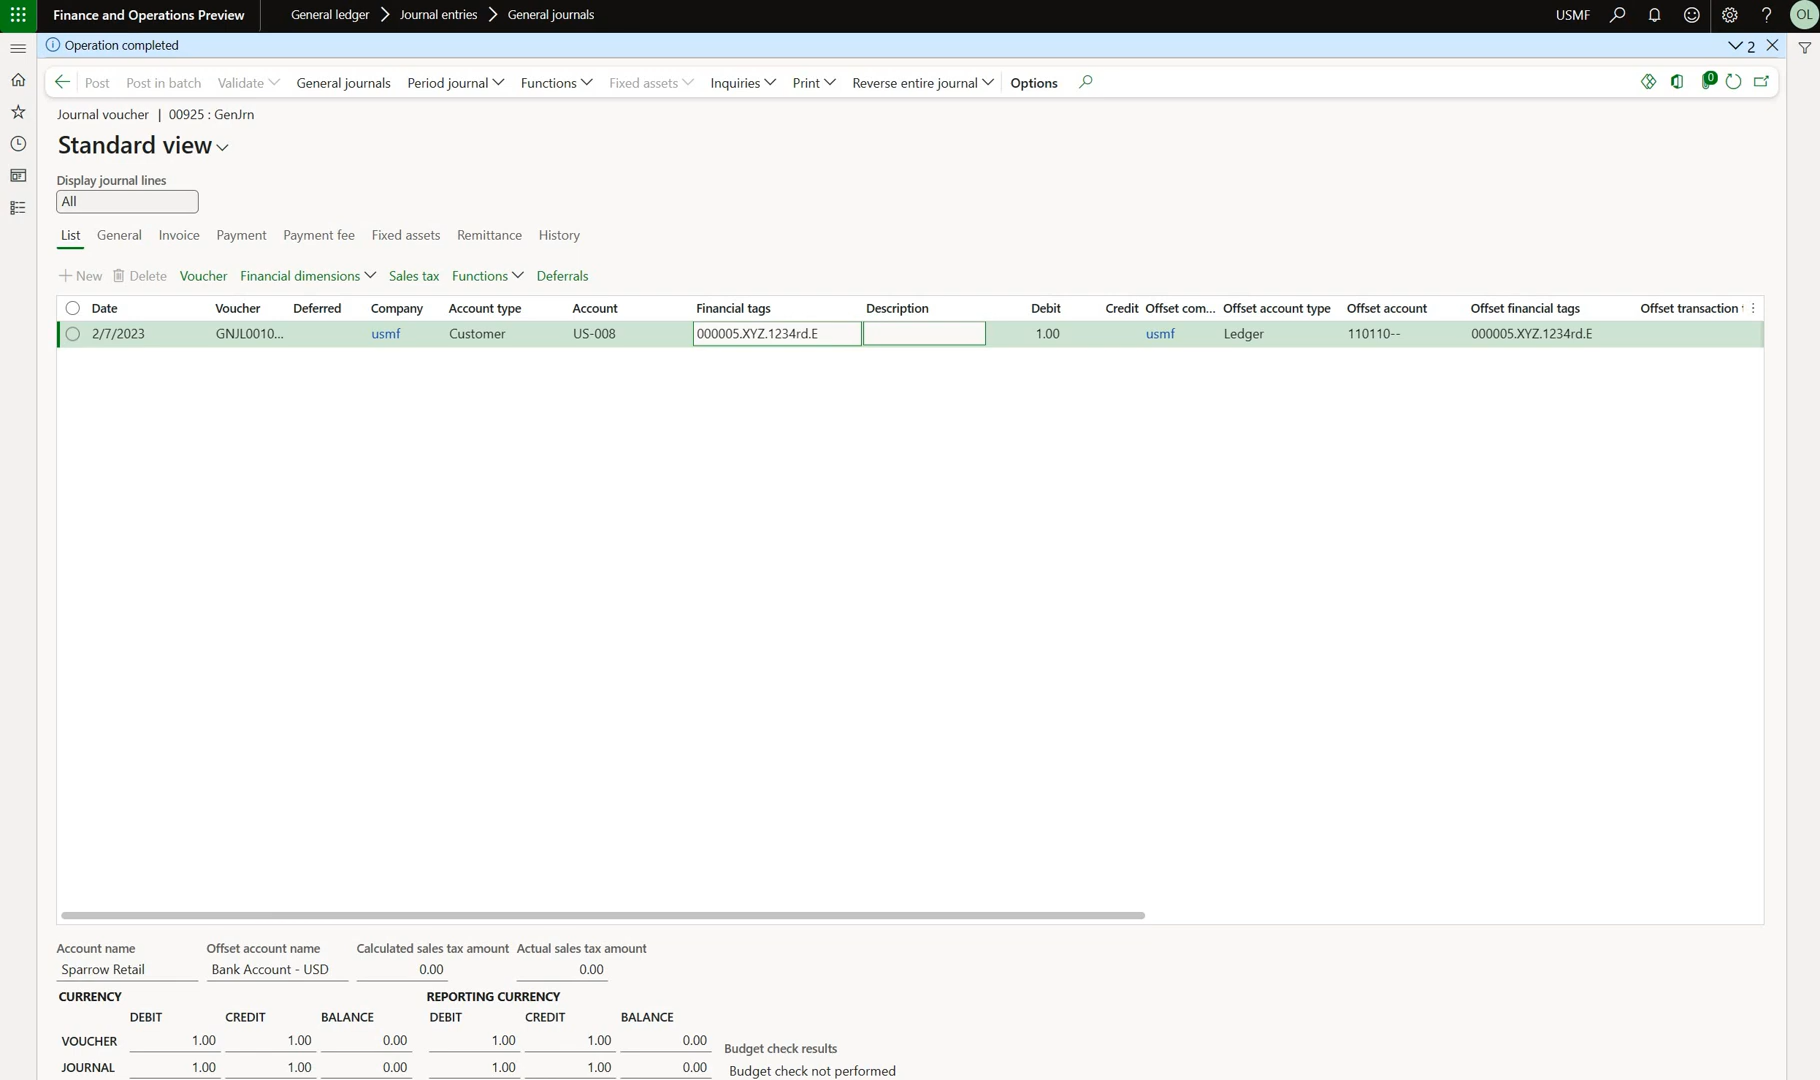 Finance and Operations Preview General ledger Journal entries General journals USMF OL
Operation completed 2
Post Post in batch Validate General journals Period journal Functions Fixed assets Inquiries Print Reverse entire journal Options 0
Journal voucher | 00925 : GenJrn
Standard view
Display journal lines
All
List General Invoice Payment Payment fee Fixed assets Remittance History
New Delete Voucher Financial dimensions Sales tax Functions Deferrals
Date Voucher Deferred Company Account type Account Financial tags Description Debit Credit Offset com... Offset account type Offset account Offset financial tags Offset transaction
2/7/2023 GNJL0010... usmf Customer US-008 000005.XYZ.1234rd.E 1.00 usmf Ledger 110110-- 000005.XYZ.1234rd.E
Account name Offset account name Calculated sales tax amount Actual sales tax amount
Sparrow Retail Bank Account - USD 0.00 0.00
CURRENCY REPORTING CURRENCY
DEBIT CREDIT BALANCE DEBIT CREDIT BALANCE
VOUCHER 1.00 1.00 0.00 1.00 1.00 0.00
Budget check results
JOURNAL 1.00 1.00 0.00 1.00 1.00 0.00
Budget check not performed